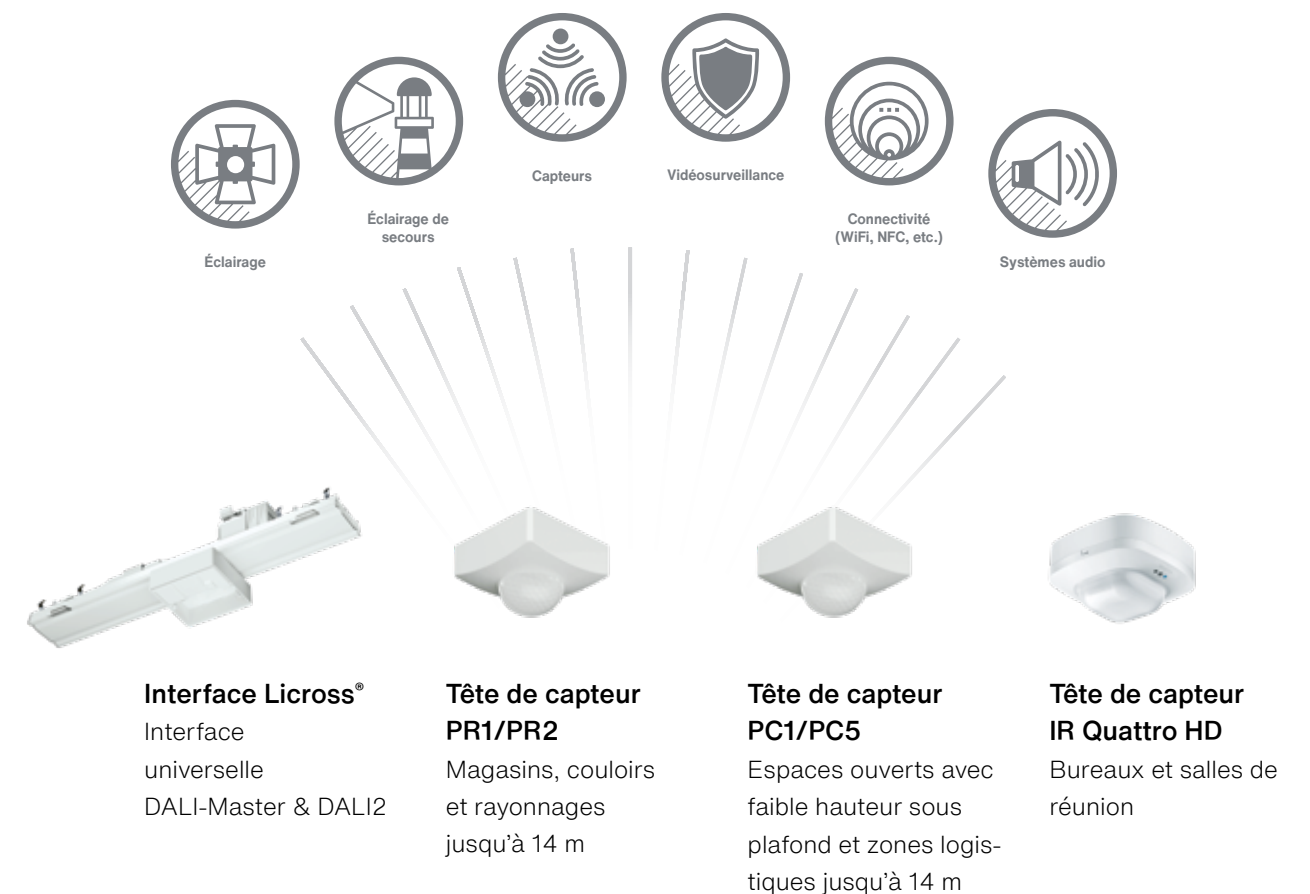 Capteurs
Vidéosurveillance
Éclairage de
secours
Connectivité
(WiFi, NFC, etc.)
Éclairage
Systèmes audio
Interface Licross®
Interface
universelle
DALI-Master & DALI2
Tête de capteur
PR1/PR2
Magasins, couloirs
et rayonnages
jusqu'à 14 m
Tête de capteur
PC1/PC5
Espaces ouverts avec
faible hauteur sous
plafond et zones logis-
tiques jusqu'à 14 m
Tête de capteur
IR Quattro HD
Bureaux et salles de
réunion